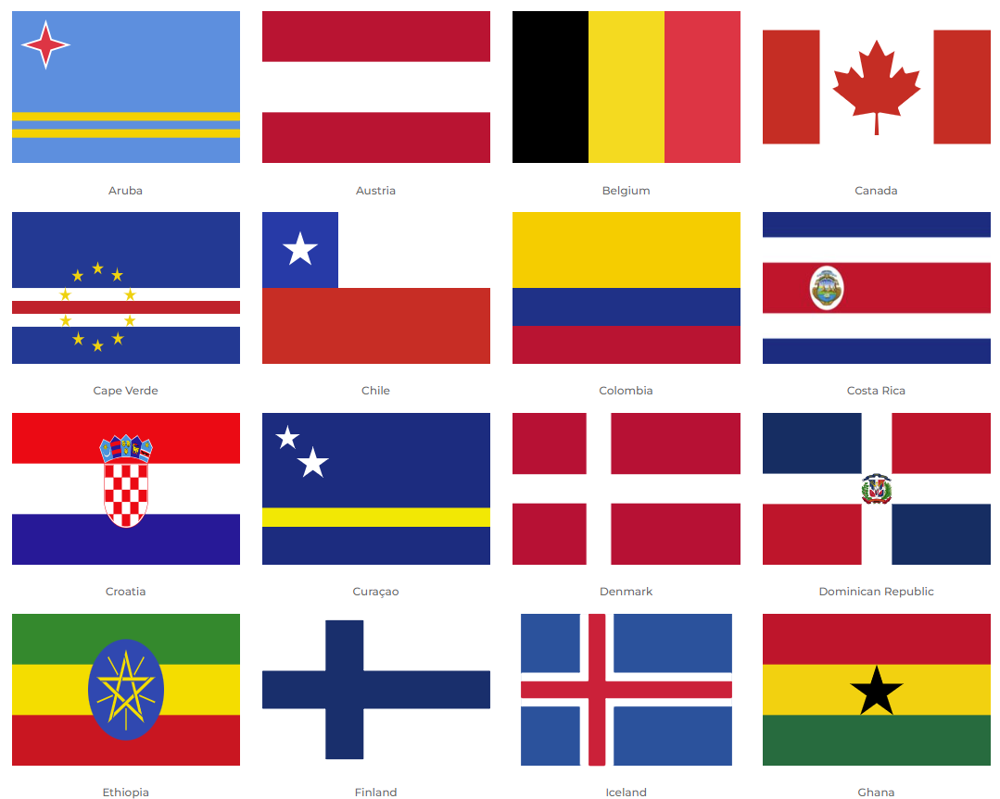 Aruba
Austria
Belgium
Canada
Cape Verde
Chile
Colombia
Costa Rica
Croatia
Curaçao
Denmark
Dominican Republic
Ethiopia
Finland
Iceland
Ghana